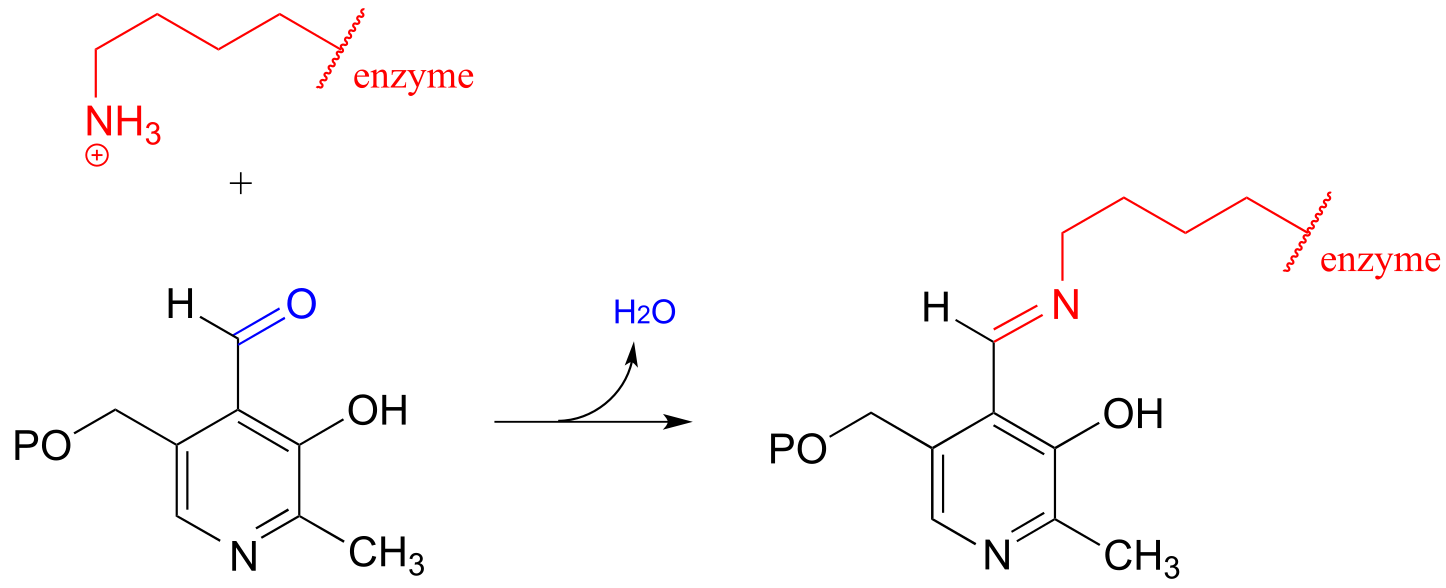 enzyme
NH3
⊕
+
enzyme
H O
H2O
H N
OH
OH
PO
PO
N CH3
N CH3